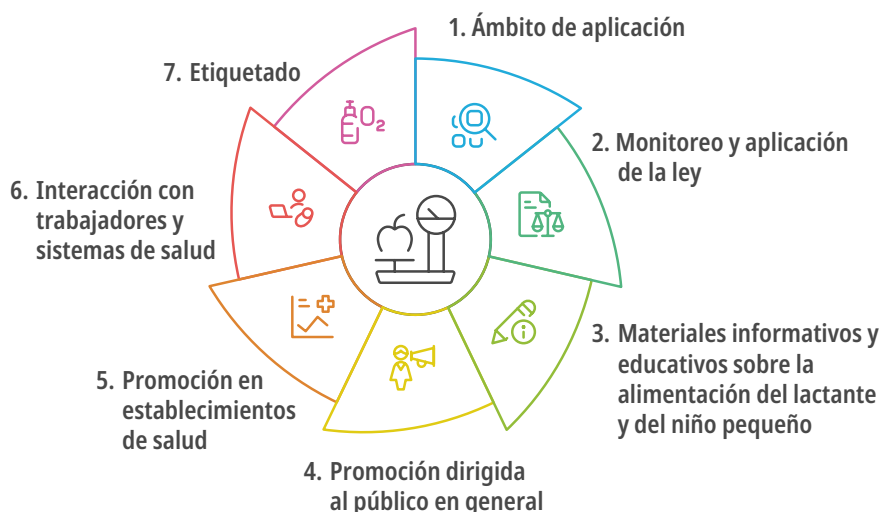 1. Ámbito de aplicación
2. Monitoreo y aplicación
de la ley
3. Materiales informativos y
educativos sobre la
alimentación del lactante
y del niño pequeño
4. Promoción dirigida
al público en general
5. Promoción en
establecimientos
de salud
6. Interacción con
trabajadores y
sistemas de salud
7. Etiquetado
O₂